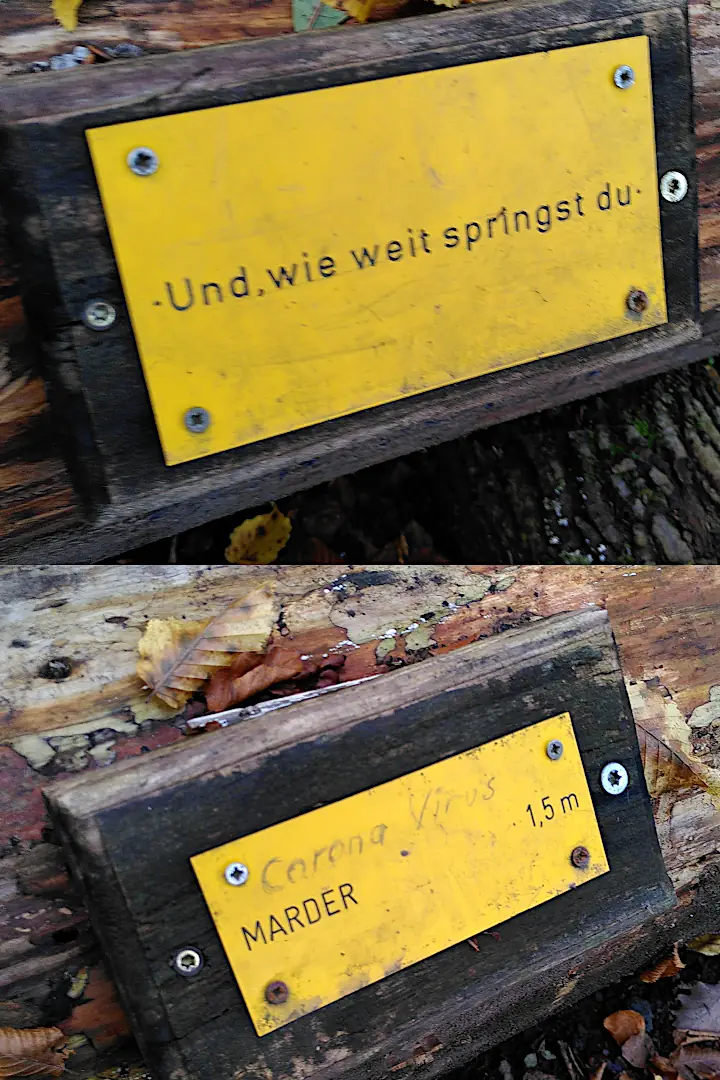 -Und, wie weit springst du-
Carona Virus
1,5 m
MARDER